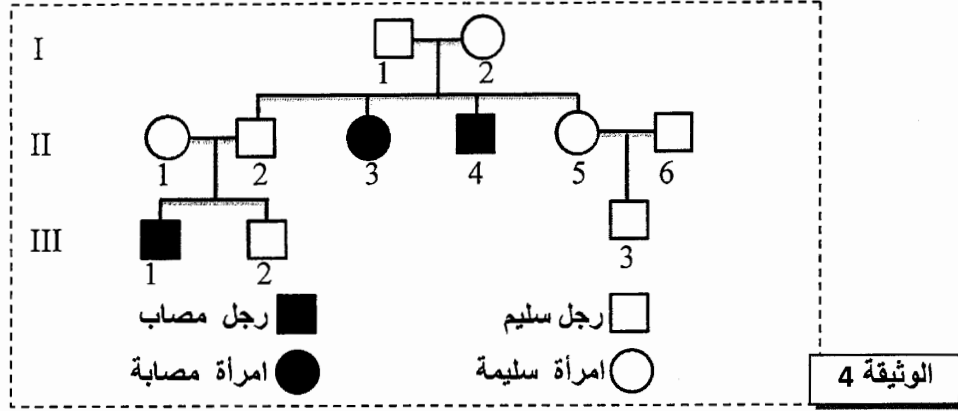 I
1 2
II
1 2 3 4 5 6
III
1 2 3
رجل سليم رجل مصاب
امرأة سليمة امرأة مصابة
الوثيقة 4